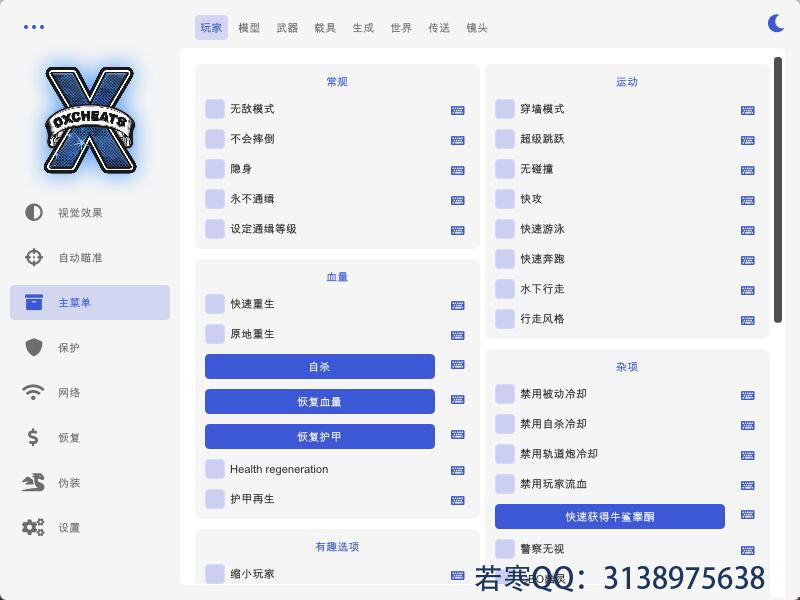 玩家 模型 武器 载具 生成 世界 传送 镜头
OXCHEATS
视觉效果
自动瞄准
主菜单
保护
网络
恢复
伪装
设置
常规
无敌模式
不会摔倒
隐身
永不通缉
设定通缉等级
血量
快速重生
原地重生
自杀
恢复血量
恢复护甲
Health regeneration
护甲再生
有趣选项
缩小玩家
运动
穿墙模式
超级跳跃
无碰撞
快攻
快速游泳
快速奔跑
水下行走
行走风格
杂项
禁用被动冷却
禁用自杀冷却
禁用轨道炮冷却
禁用玩家流血
快速获得牛鲨睾酮
警察无视
若寒QQ：3138975638